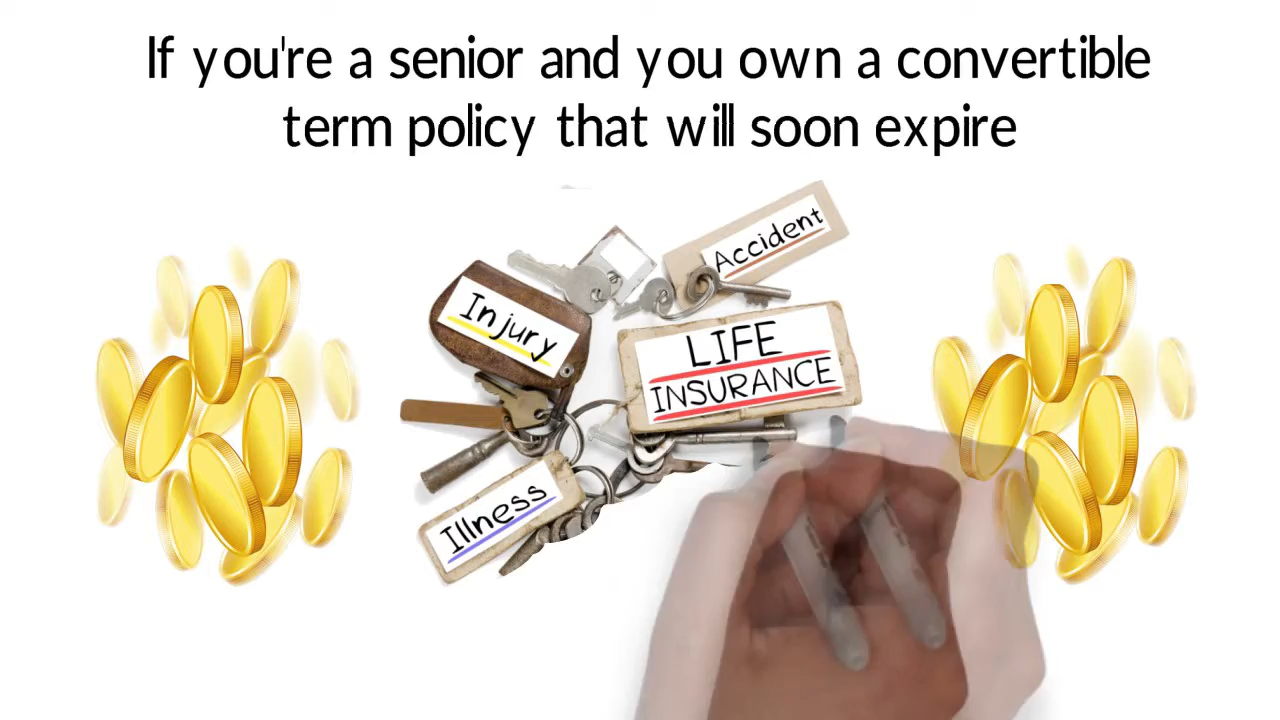 If you're a senior and you own a convertible
term policy that will soon expire
Accident
Injury
LIFE
INSURANCE
Illness